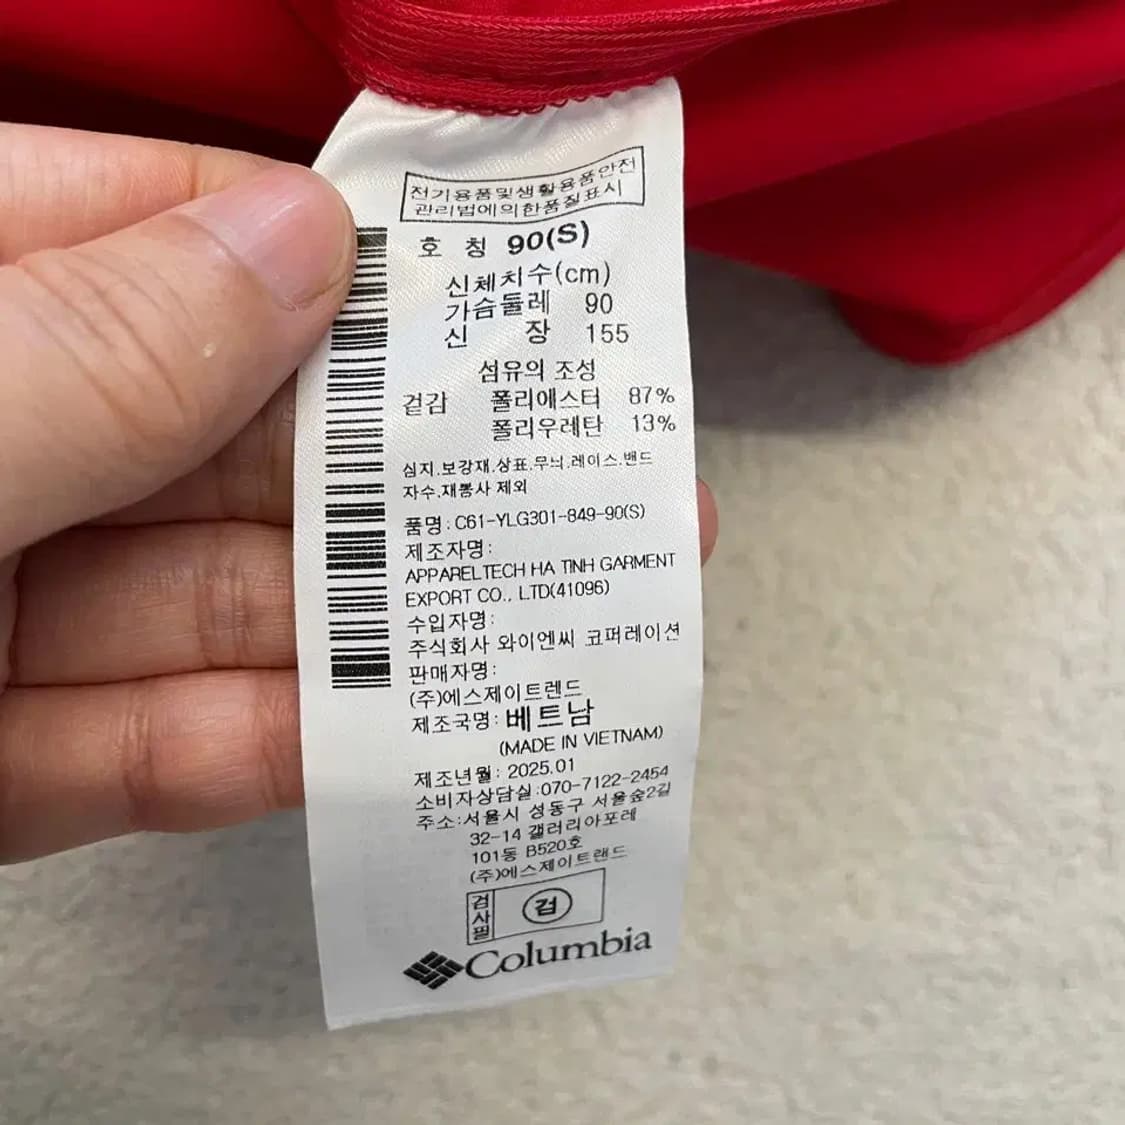 전기용품및생활용품안전
관리법에의한품질표시
호 칭 90(S)
신체치수(cm)
가슴둘레 90
신 장 155
섬유의 조성
겉감 폴리에스터 87%
폴리우레탄 13%
심지.보강재.상표.무늬.레이스.밴드
자수.재봉사 제외
품명: C61-YLG301-849-90(S)
제조자명:
APPARELTECH HA TINH GARMENT
EXPORT CO., LTD(41096)
수입자명:
주식회사 와이엔씨 코퍼레이션
판매자명:
(주)에스제이트렌드
제조국명: 베트남
(MADE IN VIETNAM)
제조년월: 2025.01
소비자상담실:070-7122-2454
주소:서울시 성동구 서울숲2길
32-14 갤러리아포레
101동 B520호
(주)에스제이트랜드
검사필 검
Columbia